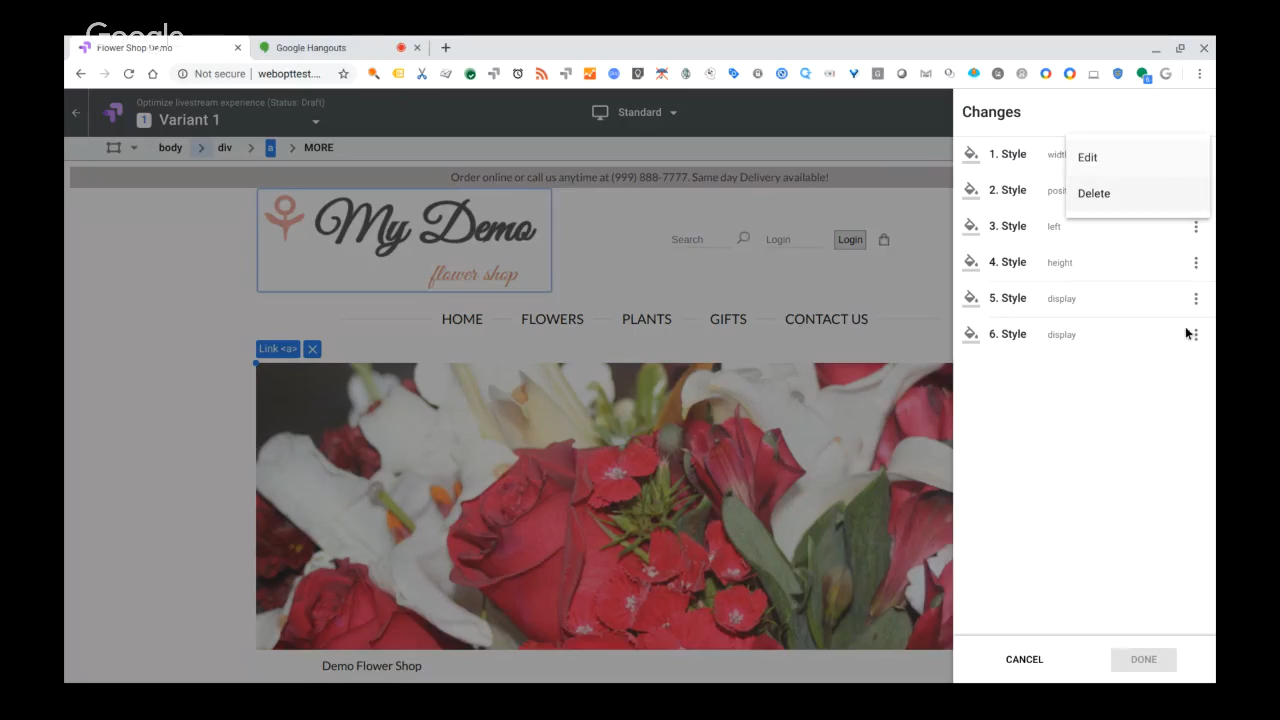 Google
Flower Shop Demo
Google Hangouts
Not secure
webopttest....
Optimize livestream experience (Status: Draft)
1 Variant 1
Standard
body
div
a
MORE
Changes
1. Style
2. Style
3. Style left
4. Style height
5. Style display
6. Style display
Edit
Delete
Order online or call us anytime at (999) 888-7777. Same day Delivery available!
My Demo
flower shop
Search
Login
Login
HOME
FLOWERS
PLANTS
GIFTS
CONTACT US
Link <a>
Demo Flower Shop
CANCEL
DONE